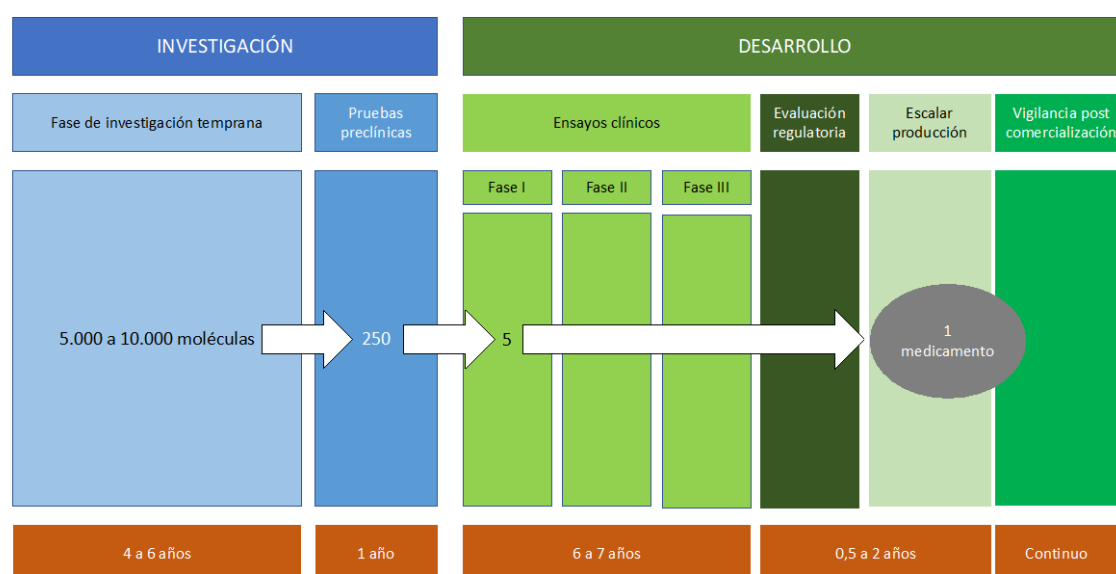 INVESTIGACIÓN
DESARROLLO
Fase de investigación temprana
Pruebas
preclínicas
Ensayos clínicos
Evaluación
regulatoria
Escalar
producción
Vigilancia post
comercialización
Fase I
Fase II
Fase III
5.000 a 10.000 moléculas
250
5
1
medicamento
4 a 6 años
1 año
6 a 7 años
0,5 a 2 años
Continuo